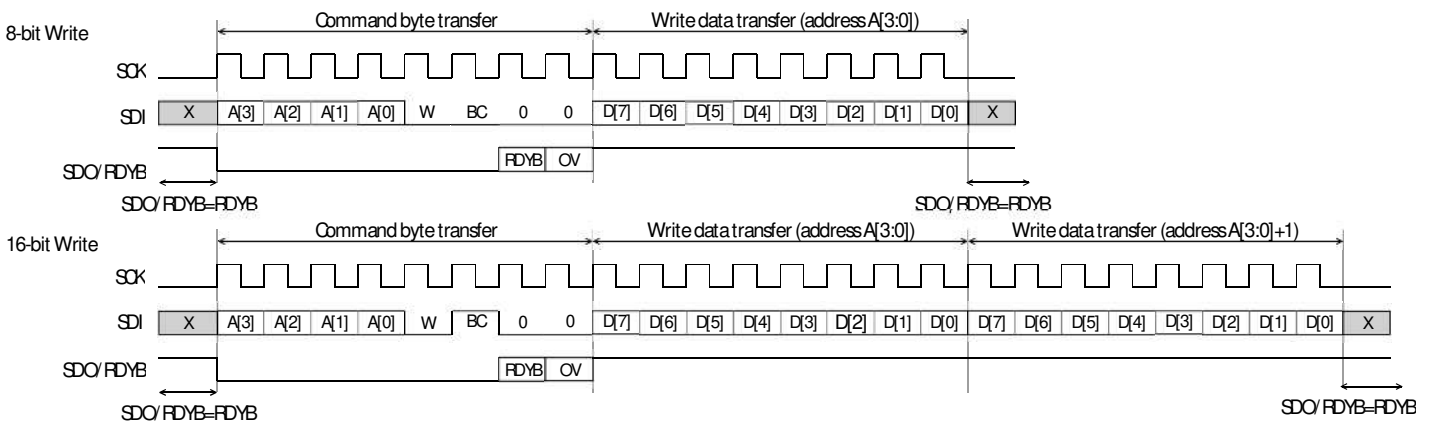 Command byte transfer Write data transfer (address A[3:0])
8-bit Write
SCK
SDI X A[3] A[2] A[1] A[0] W BC 0 0 D[7] D[6] D[5] D[4] D[3] D[2] D[1] D[0] X
RDYB OV
SDO/RDYB
SDO/RDYB=RDYB SDO/RDYB=RDYB
Command byte transfer Write data transfer (address A[3:0]) Write data transfer (address A[3:0]+1)
16-bit Write
SCK
SDI X A[3] A[2] A[1] A[0] W BC 0 0 D[7] D[6] D[5] D[4] D[3] D[2] D[1] D[0] D[7] D[6] D[5] D[4] D[3] D[2] D[1] D[0] X
SDO/RDYB RDYB OV
SDO/RDYB=RDYB SDO/RDYB=RDYB